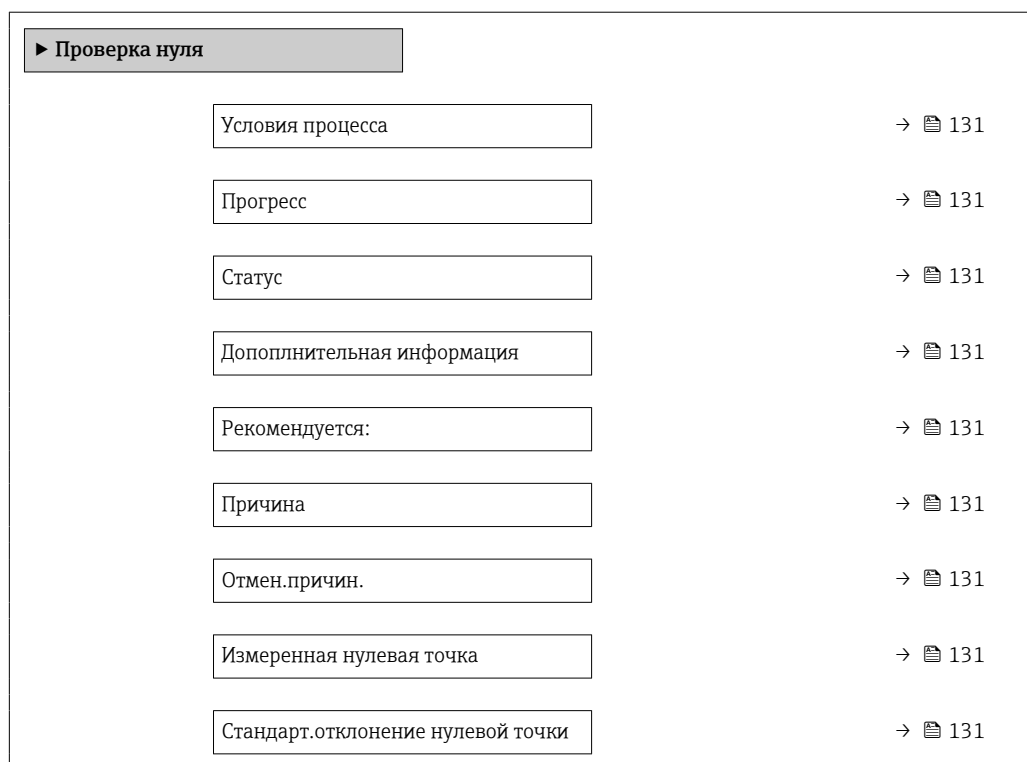 ▶ Проверка нуля
Условия процесса → 131
Прогресс → 131
Статус → 131
Допоплнительная информация → 131
Рекомендуется: → 131
Причина → 131
Отмен.причин. → 131
Измеренная нулевая точка → 131
Стандарт.отклонение нулевой точки → 131